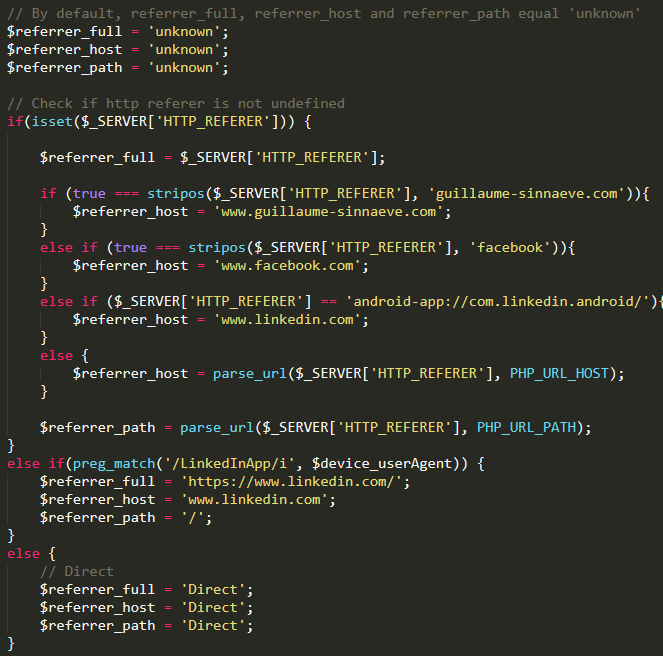 // By default, referrer_full, referrer_host and referrer_path equal 'unknown'
$referrer_full = 'unknown';
$referrer_host = 'unknown';
$referrer_path = 'unknown';
// Check if http referer is not undefined
if(isset($_SERVER['HTTP_REFERER'])) {
$referrer_full = $_SERVER['HTTP_REFERER'];
if (true === stripos($_SERVER['HTTP_REFERER'], 'guillaume-sinnaeve.com')){
$referrer_host = 'www.guillaume-sinnaeve.com';
}
else if (true === stripos($_SERVER['HTTP_REFERER'], 'facebook')){
$referrer_host = 'www.facebook.com';
}
else if ($_SERVER['HTTP_REFERER'] == 'android-app://com.linkedin.android/'){
$referrer_host = 'www.linkedin.com';
}
else {
$referrer_host = parse_url($_SERVER['HTTP_REFERER'], PHP_URL_HOST);
}
$referrer_path = parse_url($_SERVER['HTTP_REFERER'], PHP_URL_PATH);
}
else if(preg_match('/LinkedInApp/i', $device_userAgent)) {
$referrer_full = 'https://www.linkedin.com/';
$referrer_host = 'www.linkedin.com';
$referrer_path = '/';
}
else {
// Direct
$referrer_full = 'Direct';
$referrer_host = 'Direct';
$referrer_path = 'Direct';
}